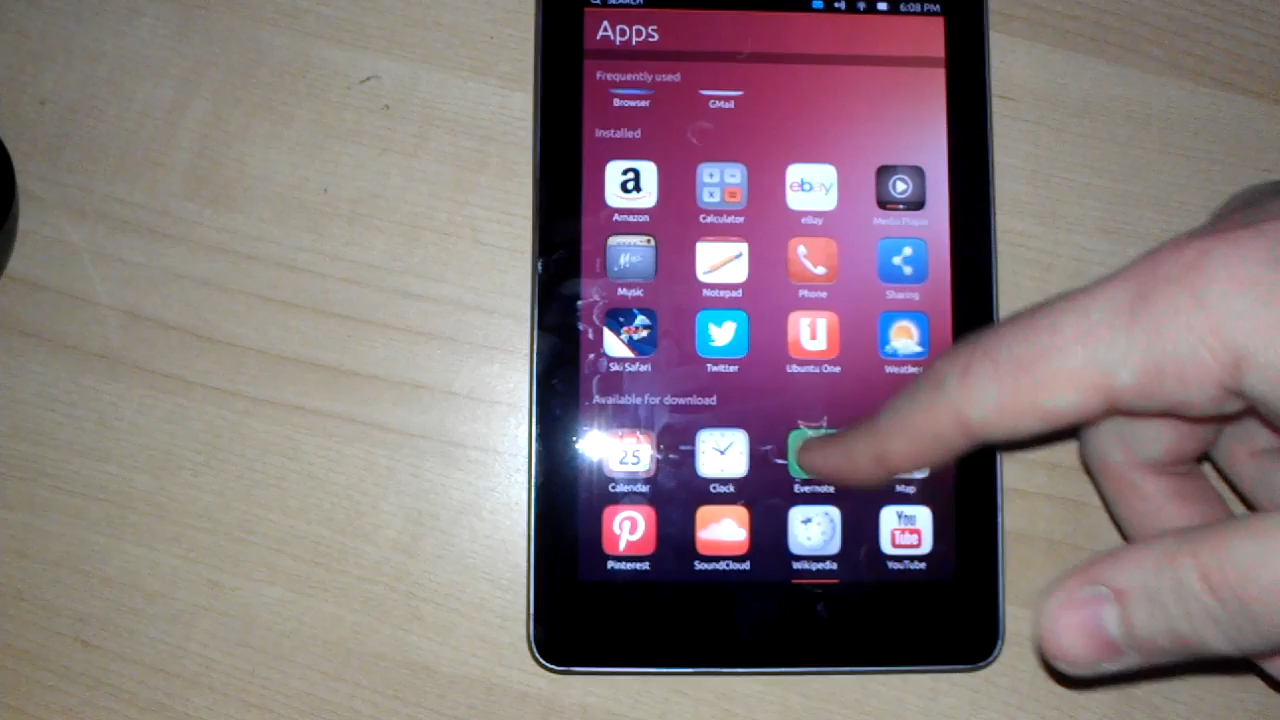 SEARCH 6:08 PM
Apps
Frequently used
Browser GMail
Installed
a + - ebay
Amazon Calculator eBay Media Player
x =
Music Notepad Phone Sharing
Ski Safari Twitter Ubuntu One Weather
Available for download
25
Calendar Clock Evernote Map
You Tube
Pinterest SoundCloud Wikipedia YouTube